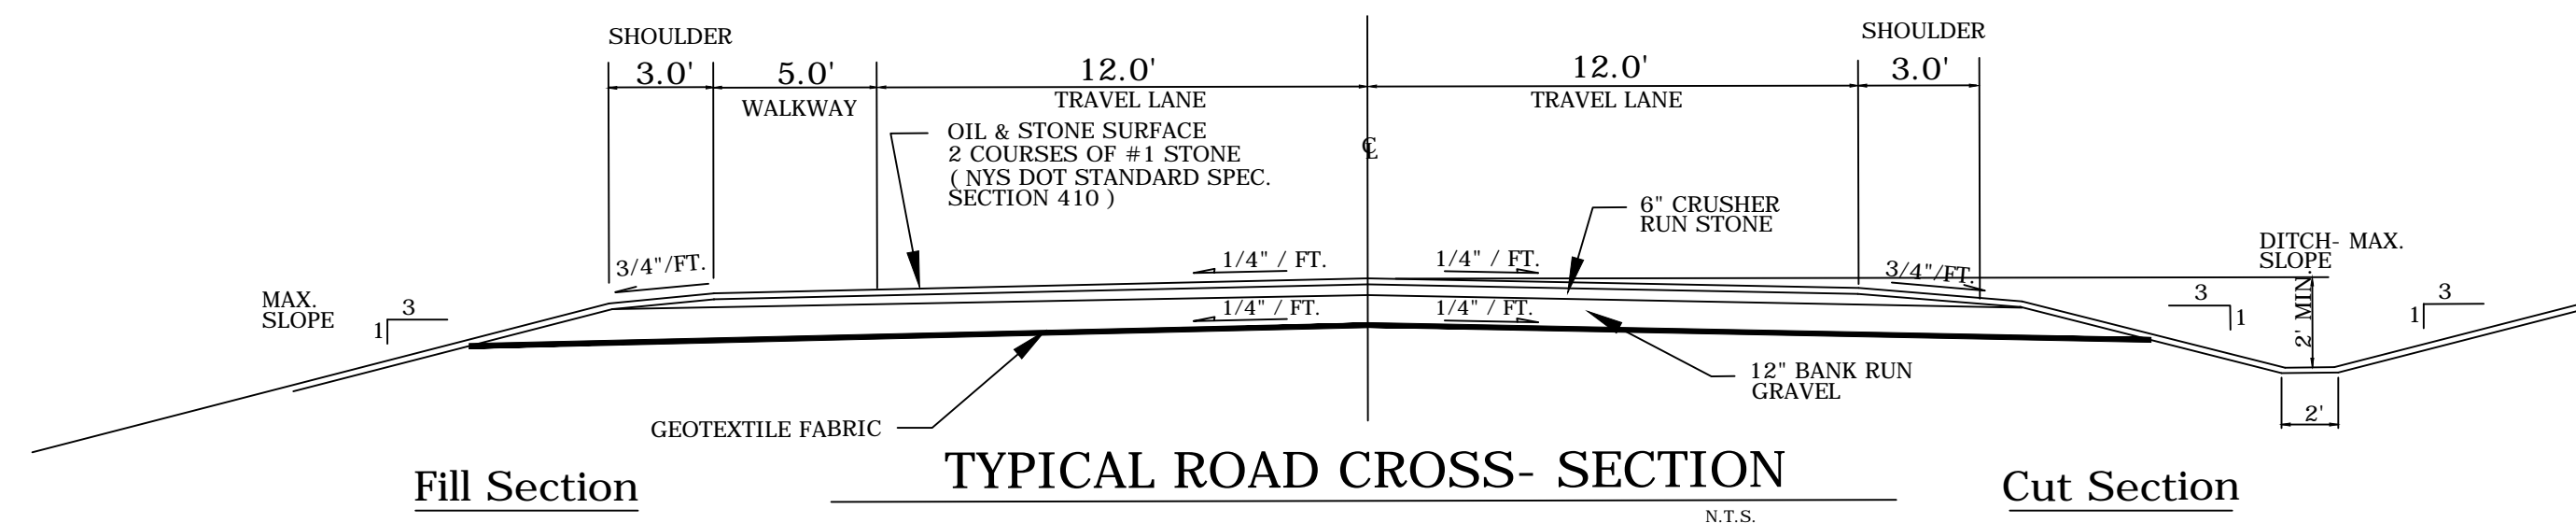 SHOULDER
SHOULDER
3.0' 5.0' 12.0' 12.0' 3.0'
WALKWAY
TRAVEL LANE
TRAVEL LANE
OIL & STONE SURFACE
2 COURSES OF #1 STONE
( NYS DOT STANDARD SPEC.
SECTION 410 )
℄
6" CRUSHER
RUN STONE
DITCH- MAX.
SLOPE
3/4"/FT.
1/4" / FT.
1/4" / FT.
3/4"/FT.
MAX.
SLOPE
3
1
1/4" / FT.
1/4" / FT.
3
1
2' MIN.
3
1
12" BANK RUN
GRAVEL
GEOTEXTILE FABRIC
2'
TYPICAL ROAD CROSS- SECTION
Fill Section
Cut Section
N.T.S.